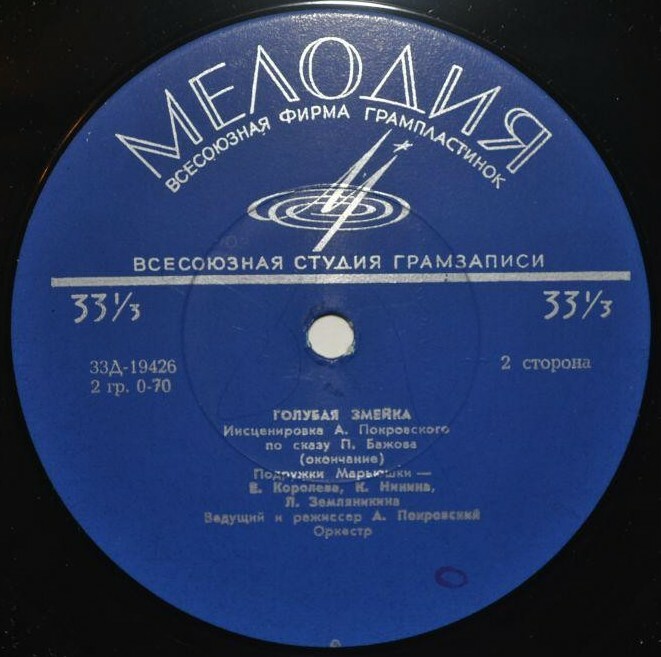 МЕЛОДИЯ
ВСЕСОЮЗНАЯ ФИРМА ГРАМПЛАСТИНОК
ВСЕСОЮЗНАЯ СТУДИЯ ГРАМЗАПИСИ
33⅓ 33⅓
33Д-19426 2 сторона
2 гр. 0-70
ГОЛУБАЯ ЗМЕЙКА
Инсценировка А. Покровского
по сказу П. Бажова
(окончание)
Подружки Марьюшки —
Е. Королева, К. Нинина,
Л. Земляникина
Ведущий и режиссер А. Покровский
Оркестр